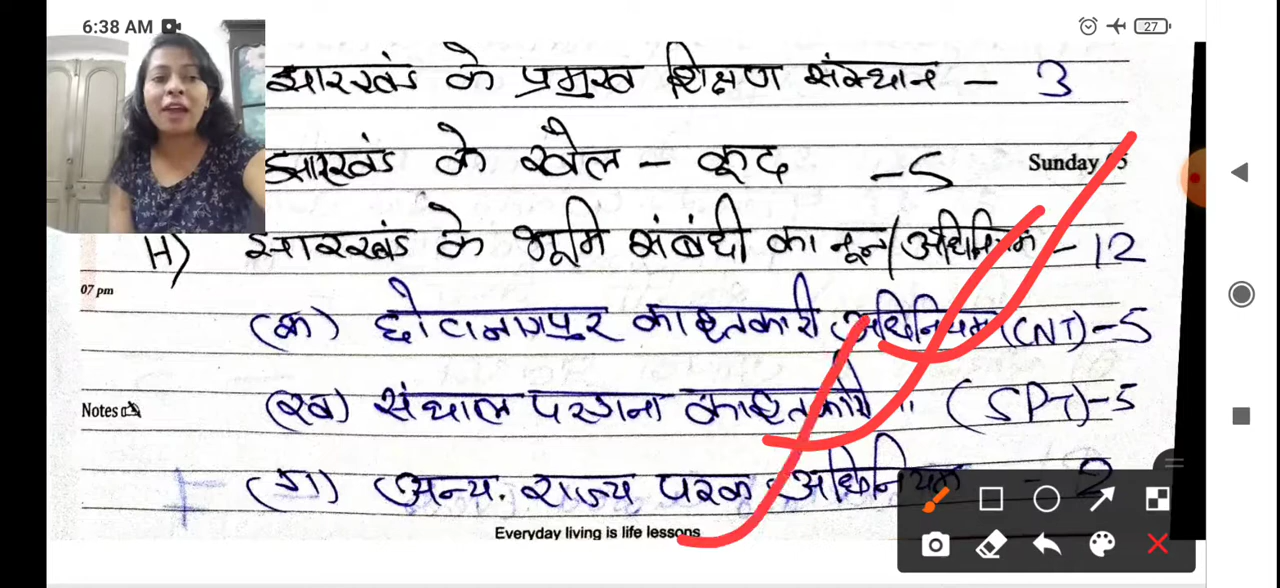 6:38 AM
27
झारखंड के प्रमुख शिक्षण संस्थान - 3
झारखंड के खेल - कूद - 5
Sunday
H) झारखंड के भूमि संबंधी कानून/अधिनियम - 12
07 pm
(क) छोटानागपुर काश्तकारी अधिनियम (CNT) - 5
Notes
(ख) संथाल परगना काश्तकारी " (SPT) - 5
(ग) अन्य राज्य परक अधिनियम - 2
Everyday living is life lessons